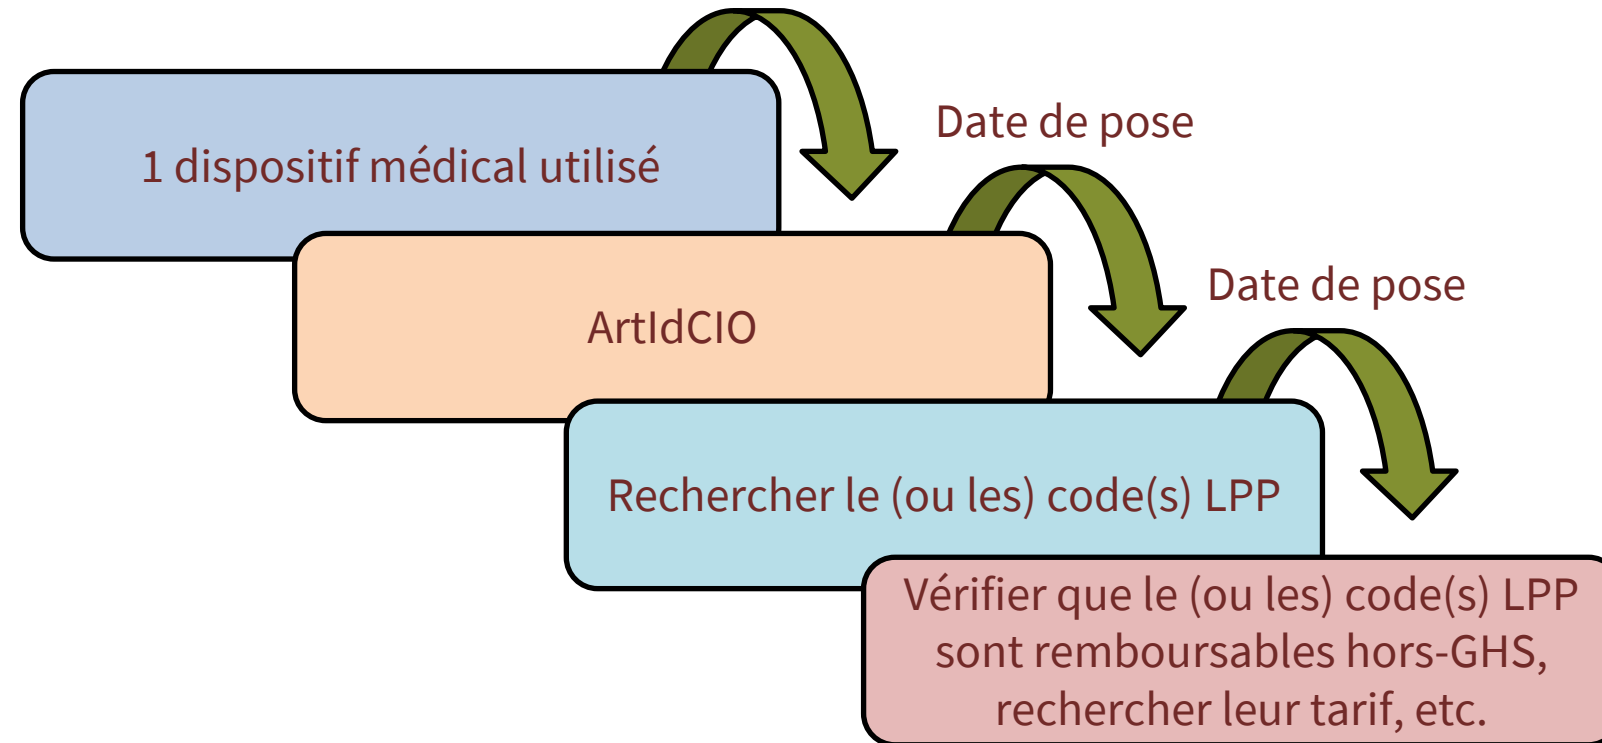 1 dispositif médical utilisé
Date de pose
ArtIdCIO
Date de pose
Rechercher le (ou les) code(s) LPP
Vérifier que le (ou les) code(s) LPP
sont remboursables hors-GHS,
rechercher leur tarif, etc.